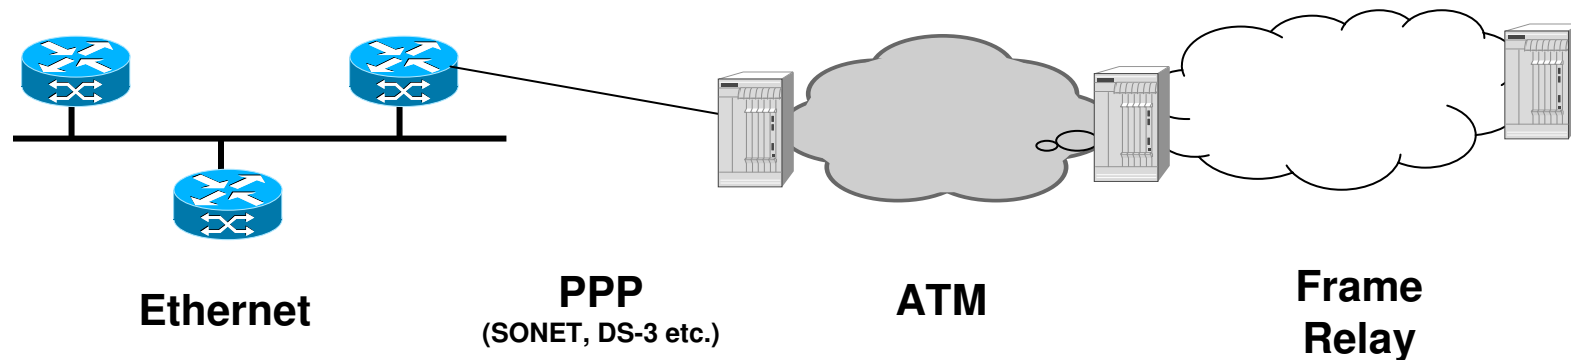 Ethernet
PPP
(SONET, DS-3 etc.)
ATM
Frame
Relay